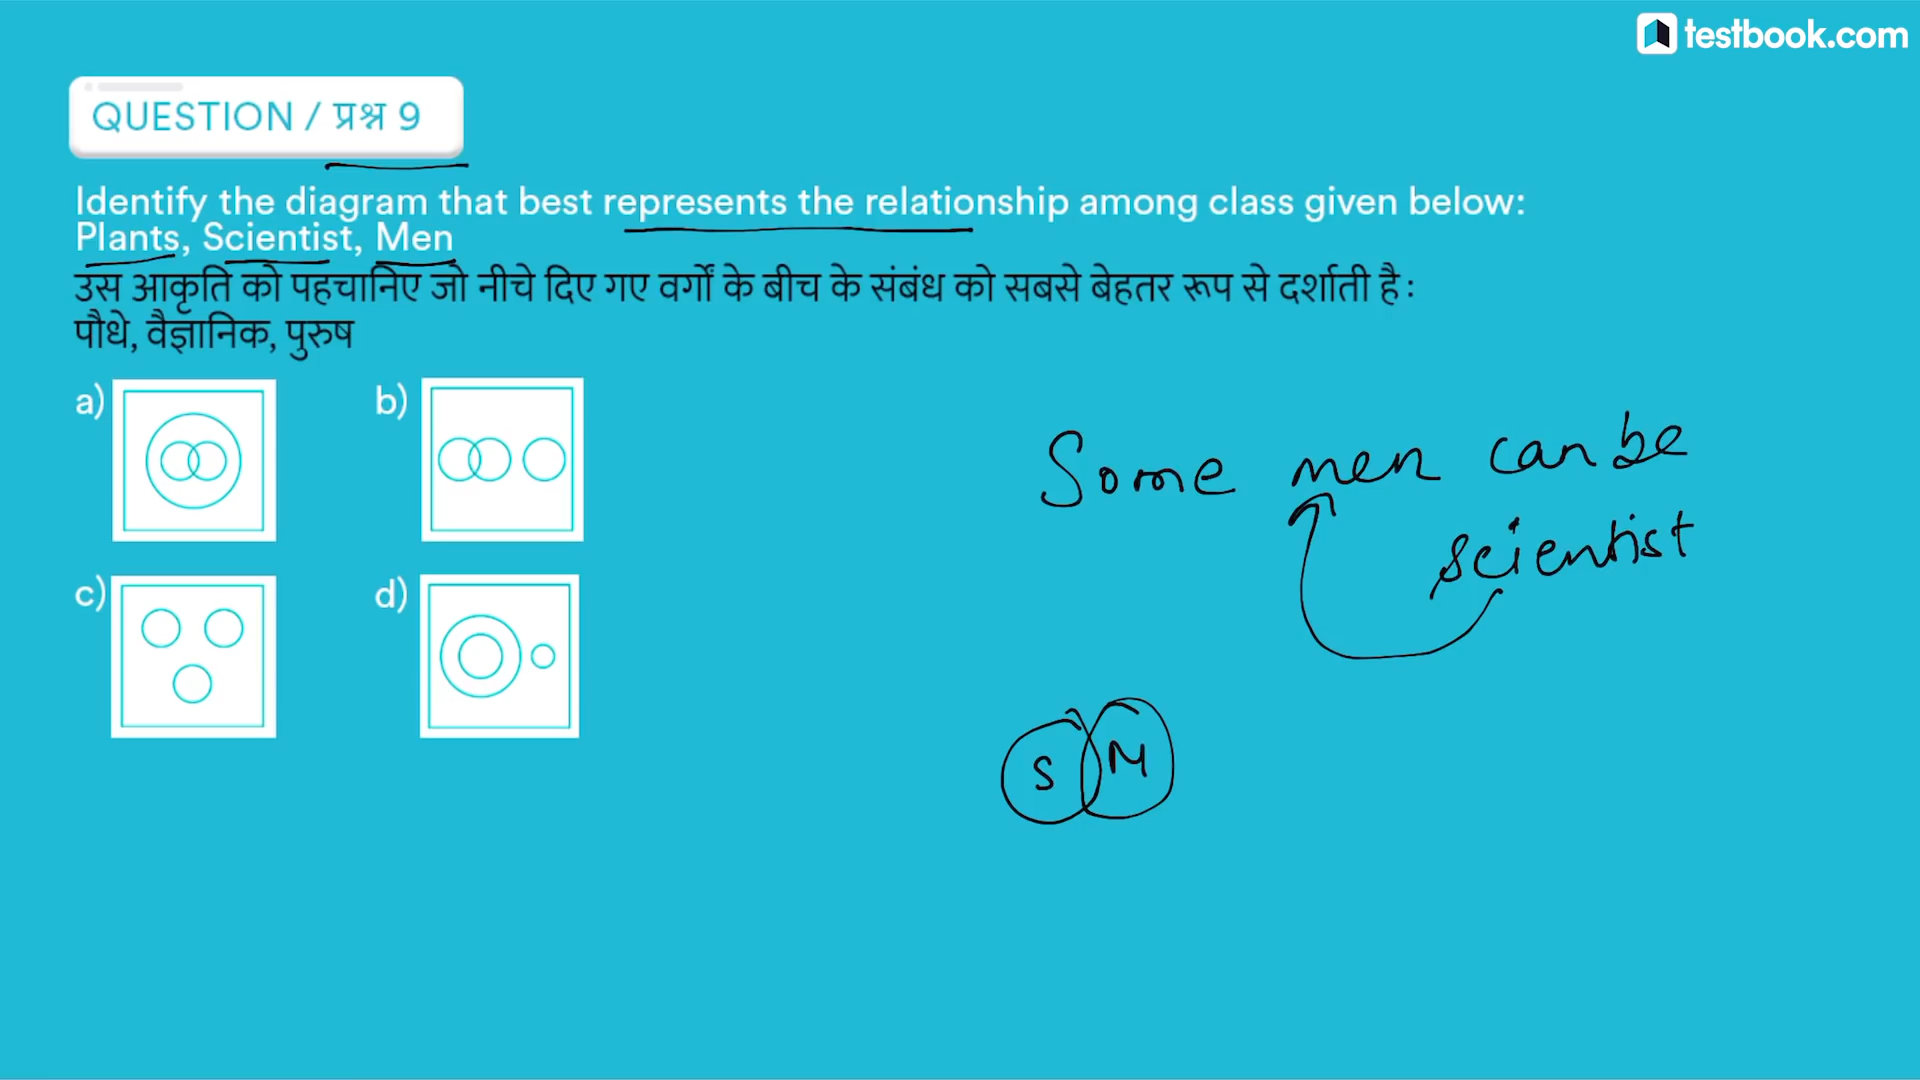 testbook.com
QUESTION / प्रश्न 9
Identify the diagram that best represents the relationship among class given below:
Plants, Scientist, Men
उस आकृति को पहचानिए जो नीचे दिए गए वर्गों के बीच के संबंध को सबसे बेहतर रूप से दर्शाती है:
पौधे, वैज्ञानिक, पुरुष
a)
b)
c)
d)
Some men can be
scientist
S M